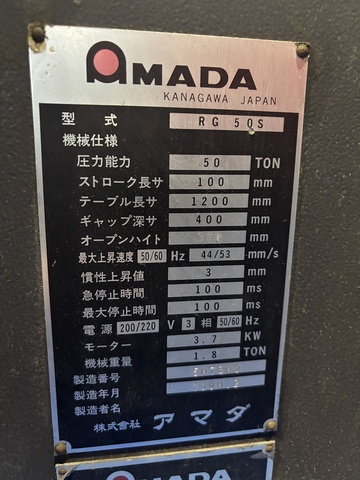 AMADA
KANAGAWA JAPAN
型式 RG 50S
機械仕様
圧力能力 50 TON
ストローク長サ 100 mm
テーブル長サ 1200 mm
ギャップ深サ 400 mm
オープンハイト mm
最大上昇速度 50/60 Hz 44/53 mm/s
慣性上昇値 3 mm
急停止時間 100 ms
最大停止時間 100 ms
電源 200/220 V 3 相 50/60 Hz
モーター 3.7 KW
機械重量 1.8 TON
製造番号
製造年月
製造者名
株式会社 アマダ
AMADA